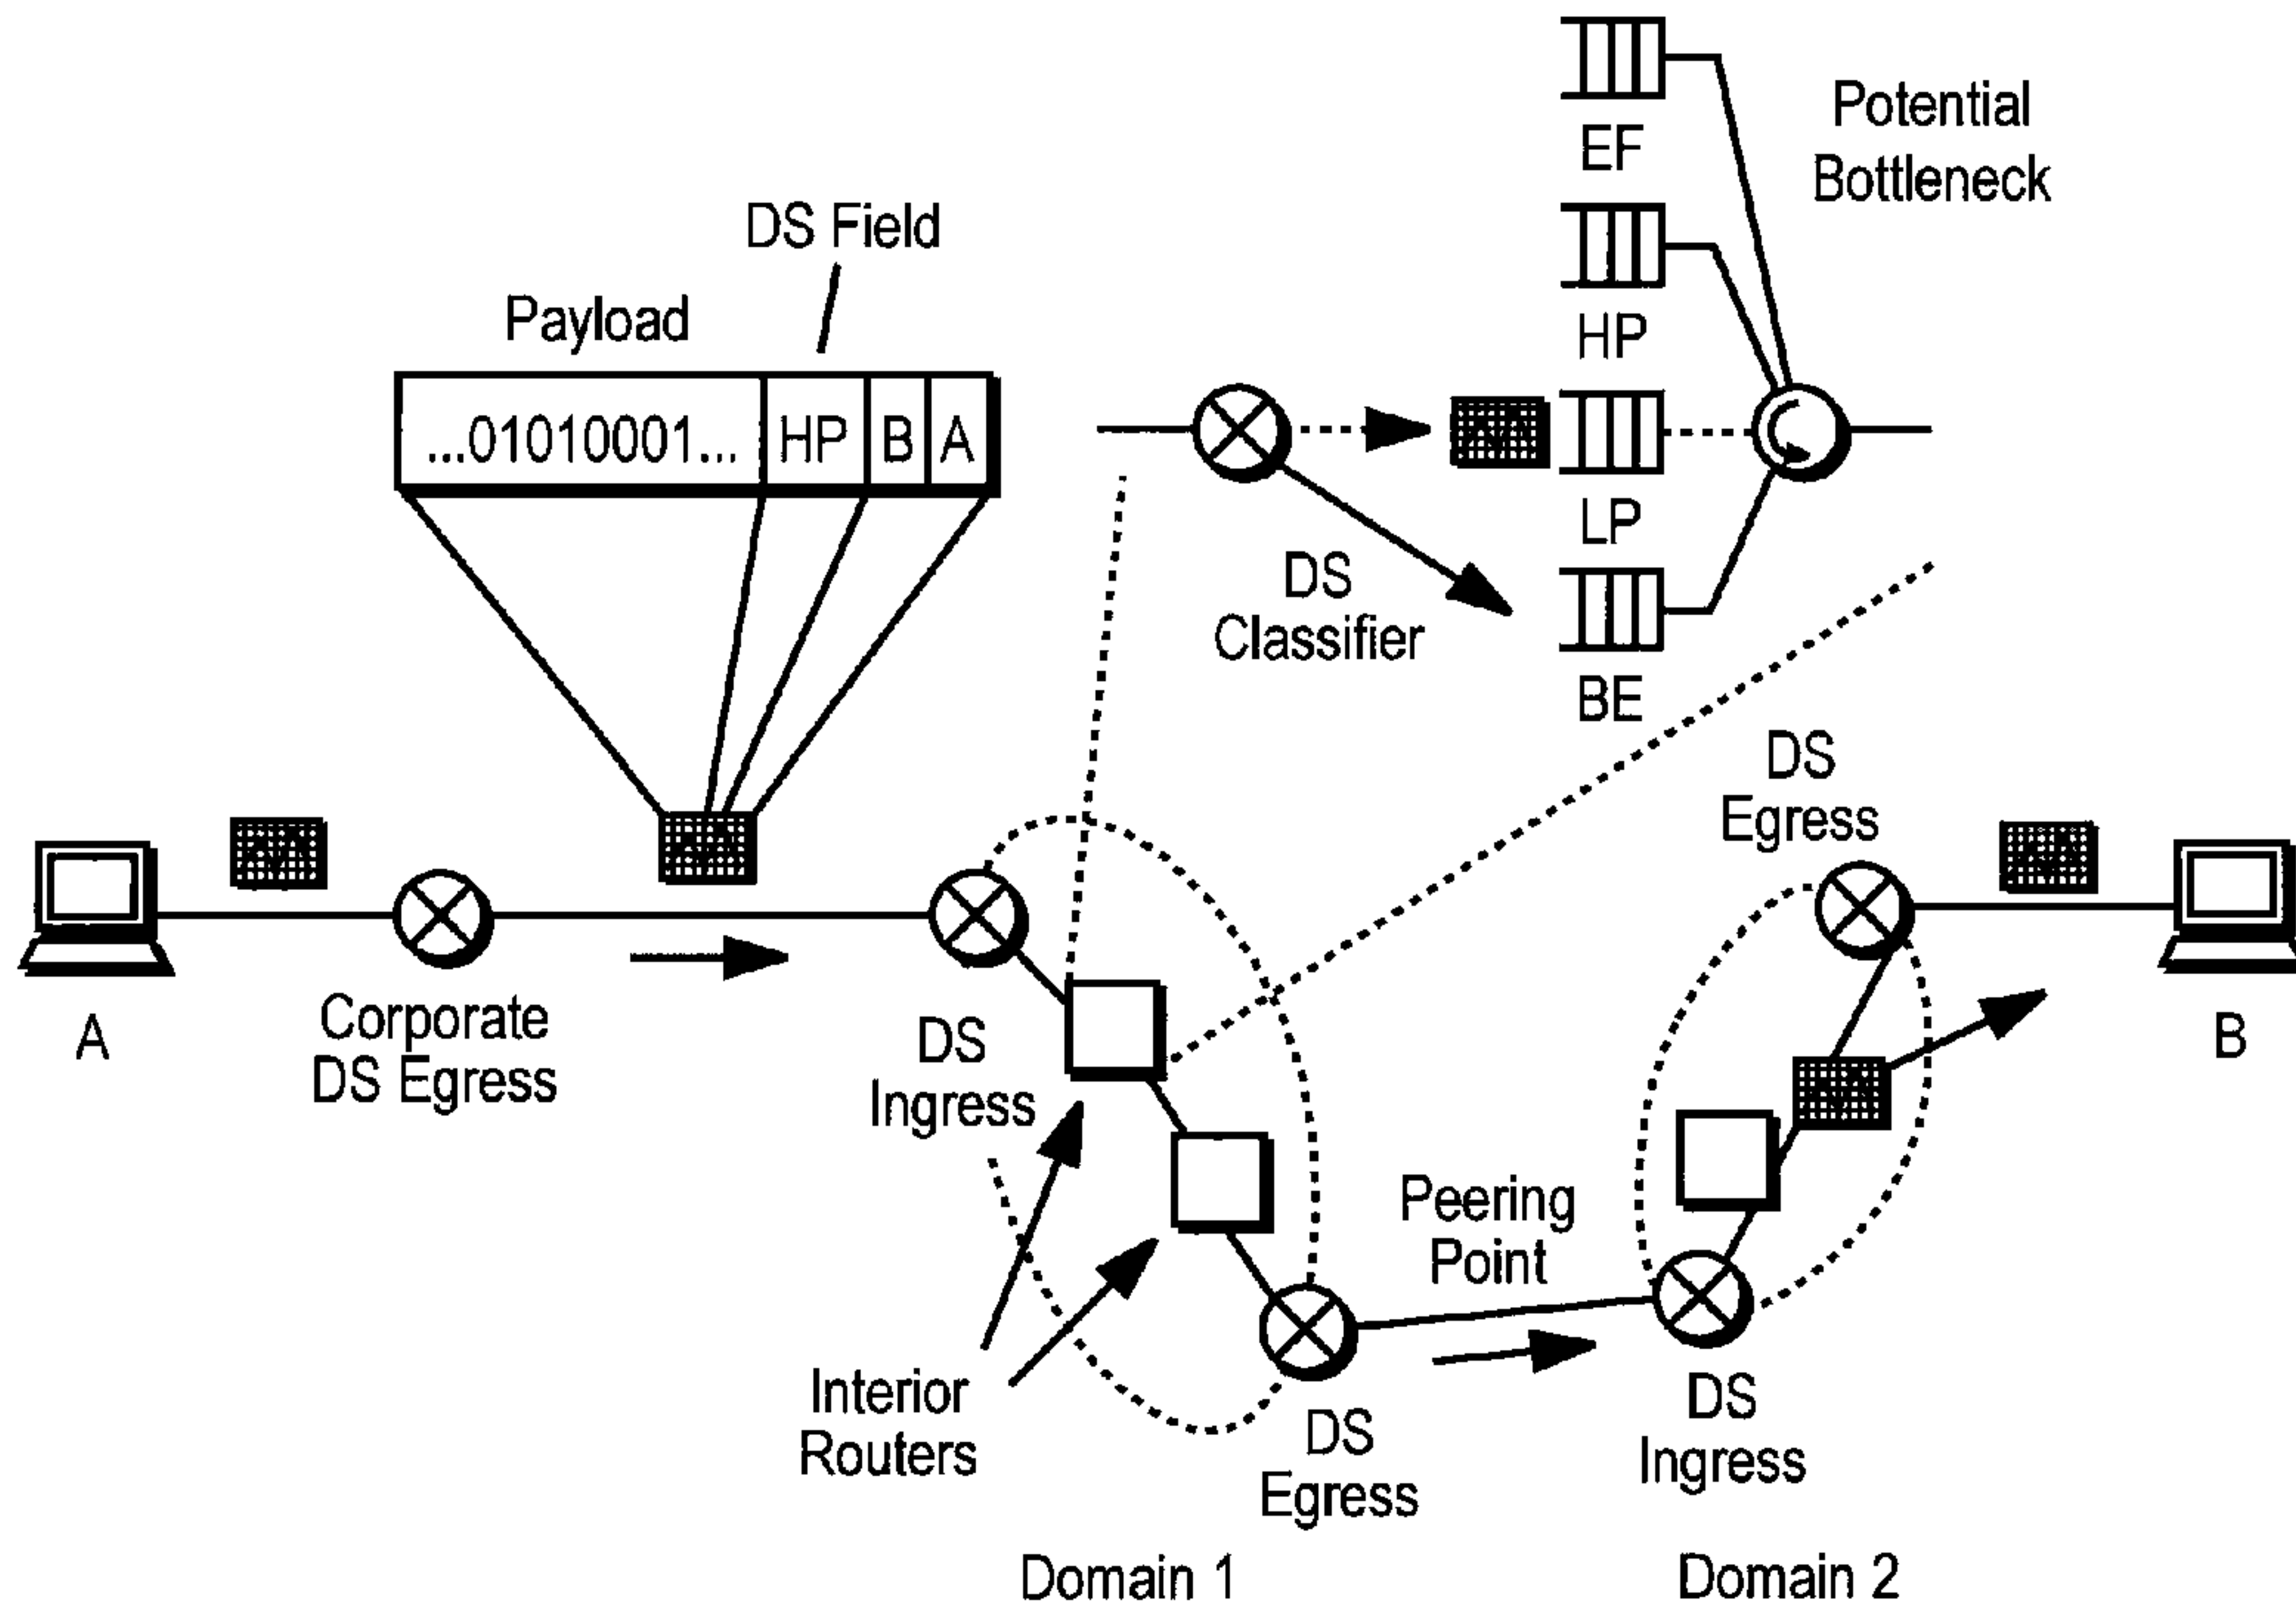 EF
Potential
Bottleneck
DS Field
Payload
HP
...01010001...
HP
B
A
LP
DS
Classifier
BE
DS
Egress
A
Corporate
DS Egress
DS
Ingress
B
Peering
Point
Interior
Routers
DS
Egress
DS
Ingress
Domain 1
Domain 2